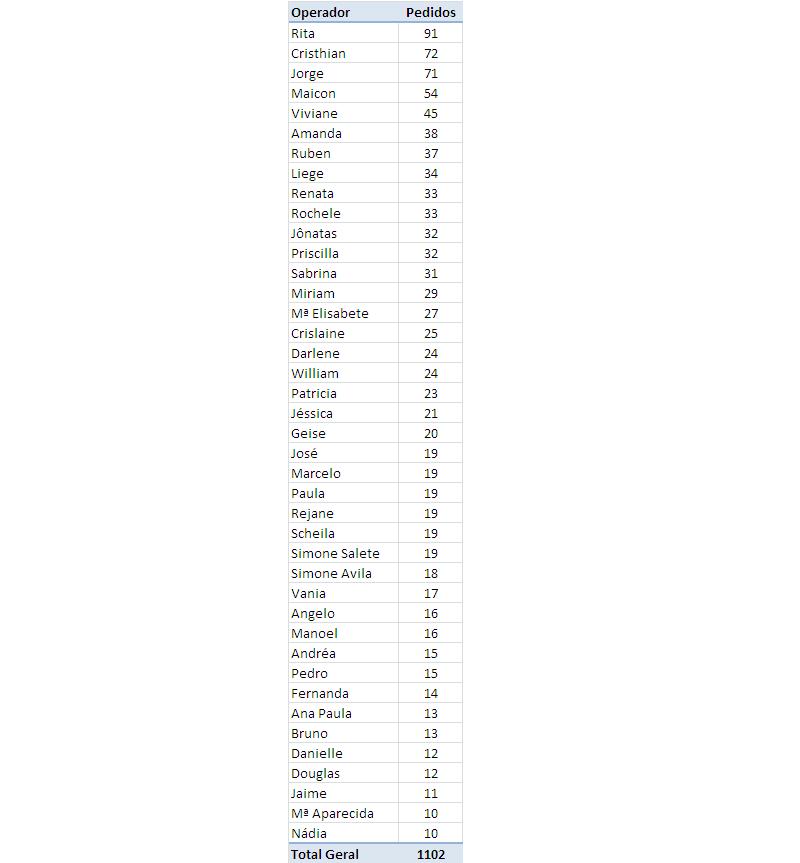 Operador Pedidos
Rita 91
Cristhian 72
Jorge 71
Maicon 54
Viviane 45
Amanda 38
Ruben 37
Liege 34
Renata 33
Rochele 33
Jônatas 32
Priscilla 32
Sabrina 31
Miriam 29
Mª Elisabete 27
Crislaine 25
Darlene 24
William 24
Patricia 23
Jéssica 21
Geise 20
José 19
Marcelo 19
Paula 19
Rejane 19
Scheila 19
Simone Salete 19
Simone Avila 18
Vania 17
Angelo 16
Manoel 16
Andréa 15
Pedro 15
Fernanda 14
Ana Paula 13
Bruno 13
Danielle 12
Douglas 12
Jaime 11
Mª Aparecida 10
Nádia 10
Total Geral 1102